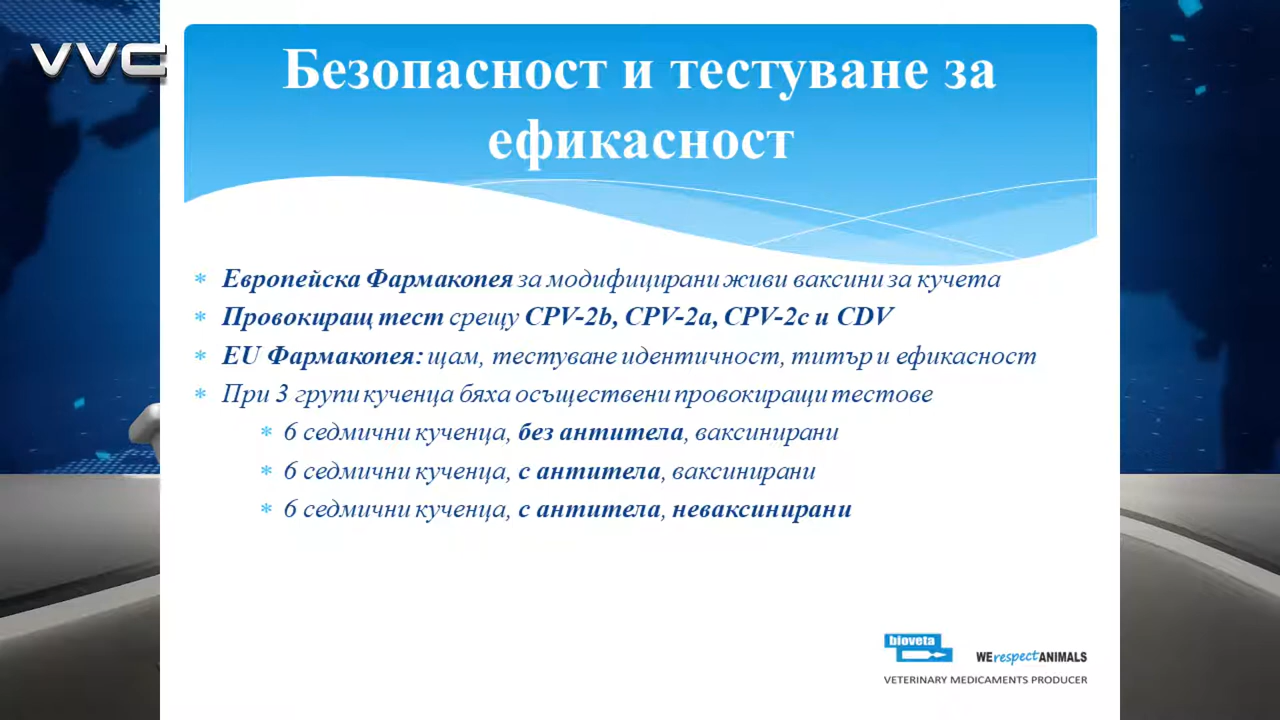 VVC
Безопасност и тестуване за
ефикасност
Европейска Фармакопея за модифицирани живи ваксини за кучета
Провокиращ тест срещу CPV-2b, CPV-2a, CPV-2c и CDV
EU Фармакопея: щам, тестуване идентичност, титър и ефикасност
При 3 групи кученца бяха осъществени провокиращи тестове
6 седмични кученца, без антитела, ваксинирани
6 седмични кученца, с антитела, ваксинирани
6 седмични кученца, с антитела, неваксинирани
bioveta
WE respect ANIMALS
VETERINARY MEDICAMENTS PRODUCER